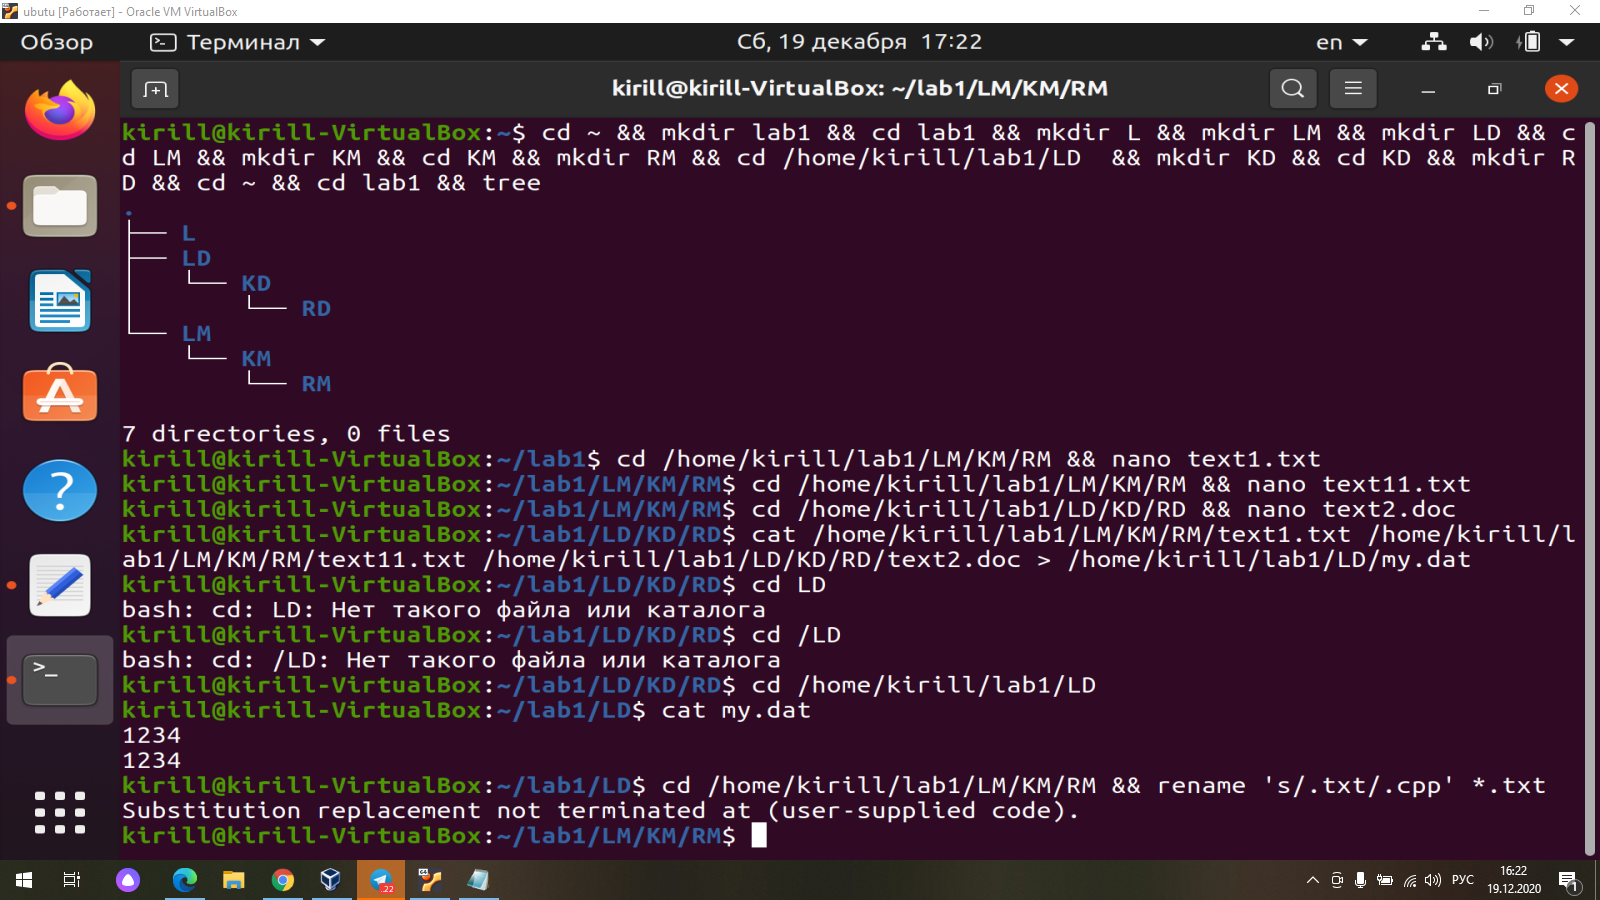 ubutu [Работает] - Oracle VM VirtualBox
Обзор Терминал Сб, 19 декабря 17:22 en
kirill@kirill-VirtualBox: ~/lab1/LM/KM/RM
kirill@kirill-VirtualBox:~$ cd ~ && mkdir lab1 && cd lab1 && mkdir L && mkdir LM && mkdir LD && c
d LM && mkdir KM && cd KM && mkdir RM && cd /home/kirill/lab1/LD  && mkdir KD && cd KD && mkdir R
D && cd ~ && cd lab1 && tree
.
├── L
├── LD
│   └── KD
│       └── RD
└── LM
    └── KM
        └── RM
7 directories, 0 files
kirill@kirill-VirtualBox:~/lab1$ cd /home/kirill/lab1/LM/KM/RM && nano text1.txt
kirill@kirill-VirtualBox:~/lab1/LM/KM/RM$ cd /home/kirill/lab1/LM/KM/RM && nano text11.txt
kirill@kirill-VirtualBox:~/lab1/LM/KM/RM$ cd /home/kirill/lab1/LD/KD/RD && nano text2.doc
kirill@kirill-VirtualBox:~/lab1/LD/KD/RD$ cat /home/kirill/lab1/LM/KM/RM/text1.txt /home/kirill/l
ab1/LM/KM/RM/text11.txt /home/kirill/lab1/LD/KD/RD/text2.doc > /home/kirill/lab1/LD/my.dat
kirill@kirill-VirtualBox:~/lab1/LD/KD/RD$ cd LD
bash: cd: LD: Нет такого файла или каталога
kirill@kirill-VirtualBox:~/lab1/LD/KD/RD$ cd /LD
bash: cd: /LD: Нет такого файла или каталога
kirill@kirill-VirtualBox:~/lab1/LD/KD/RD$ cd /home/kirill/lab1/LD
kirill@kirill-VirtualBox:~/lab1/LD$ cat my.dat
1234
1234
kirill@kirill-VirtualBox:~/lab1/LD$ cd /home/kirill/lab1/LM/KM/RM && rename 's/.txt/.cpp' *.txt
Substitution replacement not terminated at (user-supplied code).
kirill@kirill-VirtualBox:~/lab1/LM/KM/RM$
64
.22
РУС
16:22
19.12.2020
1